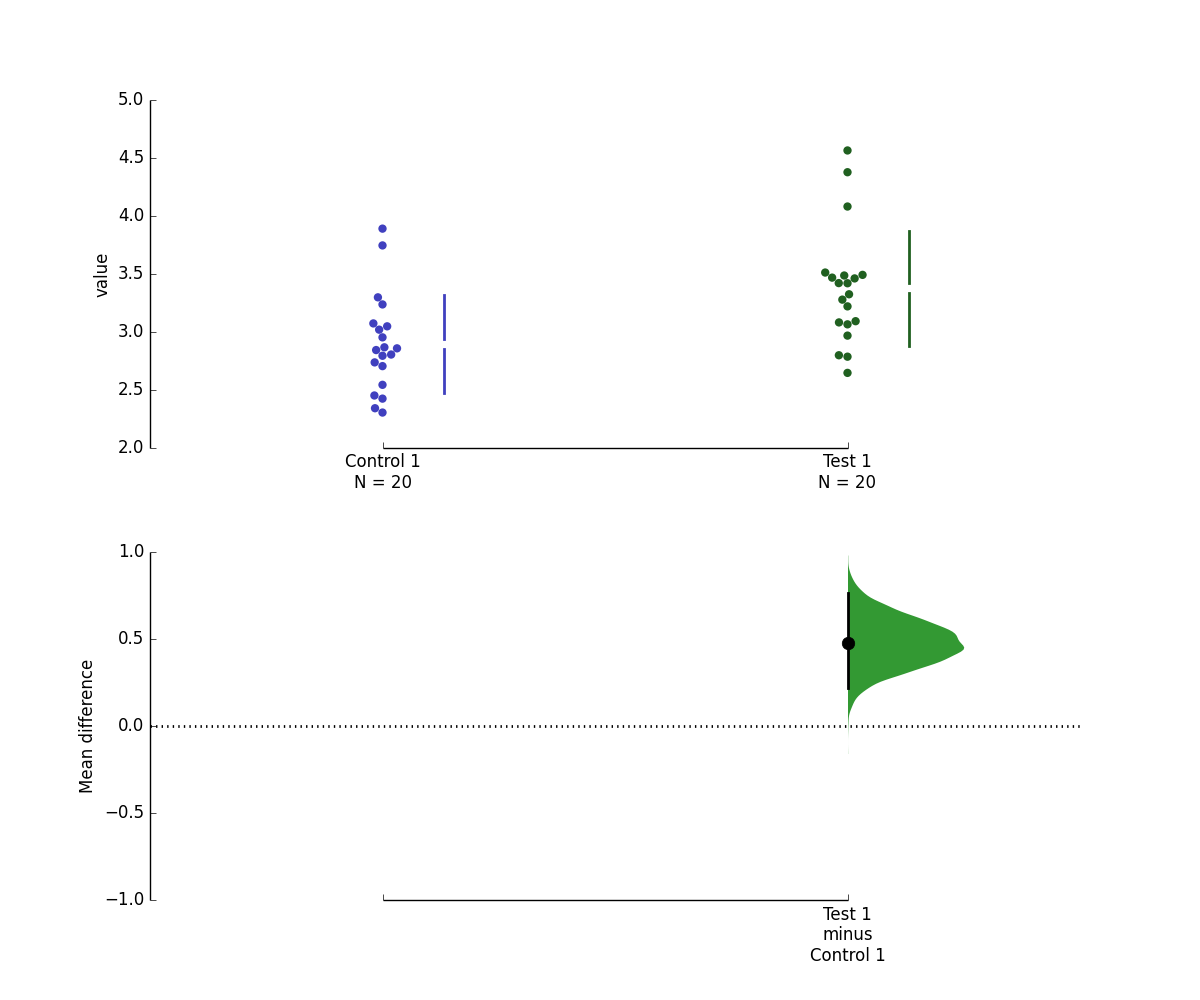 5.0
4.5
4.0
3.5
3.0
2.5
2.0
value
Control 1
N = 20
Test 1
N = 20
1.0
0.5
0.0
−0.5
−1.0
Mean difference
Test 1
minus
Control 1